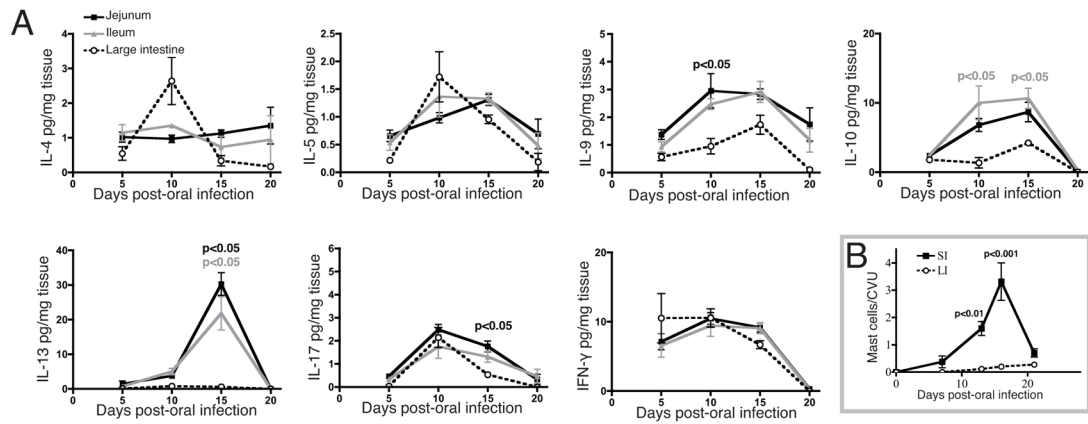 A
Jejunum
Ileum
Large intestine
IL-4 pg/mg tissue
5
4
3
2
1
0
0 5 10 15 20
Days post-oral infection
IL-5 pg/mg tissue
2.5
2.0
1.5
1.0
0.5
0.0
0 5 10 15 20
Days post-oral infection
IL-9 pg/mg tissue
5
4
3
2
1
0
p<0.05
0 5 10 15 20
Days post-oral infection
IL-10 pg/mg tissue
20
10
0
p<0.05 p<0.05
0 5 10 15 20
Days post-oral infection
IL-13 pg/mg tissue
40
30
20
10
0
p<0.05
p<0.05
0 5 10 15 20
Days post-oral infection
IL-17 pg/mg tissue
6
5
4
3
2
1
0
p<0.05
0 5 10 15 20
Days post-oral infection
IFN-γ pg/mg tissue
20
10
0
0 5 10 15 20
Days post-oral infection
B
SI
LI
Mast cells/CVU
4
3
2
1
0
p<0.01
p<0.001
0 10 20
Days post-oral infection